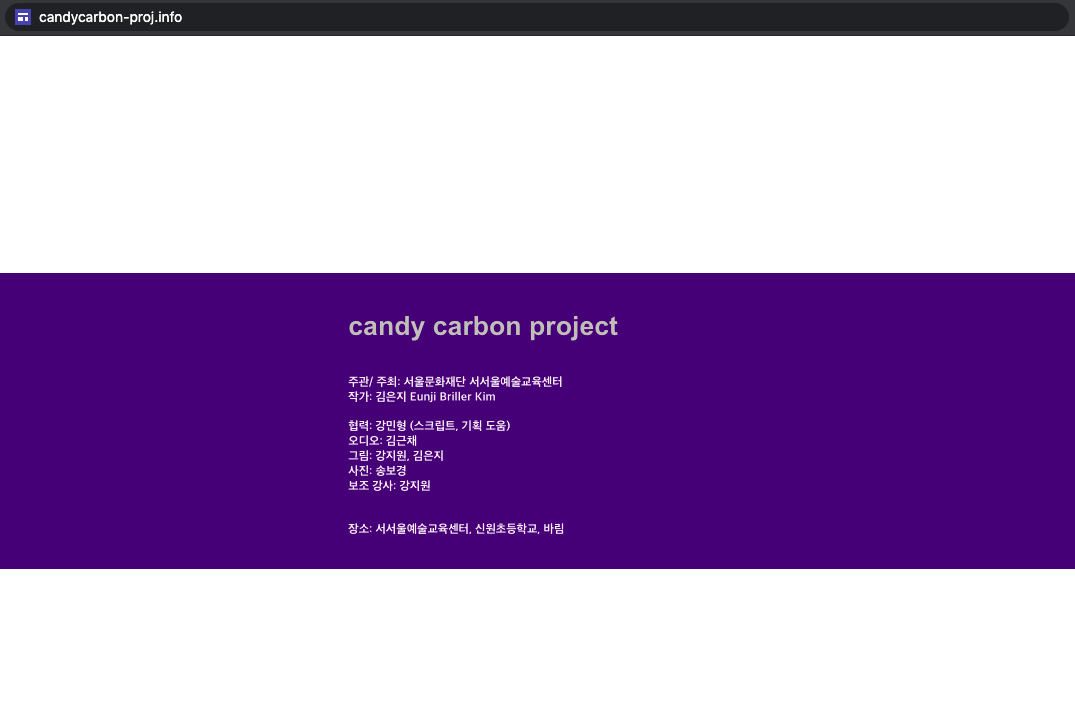 candycarbon-proj.info
candy carbon project
주관/ 주최: 서울문화재단 서서울예술교육센터
작가: 김은지 Eunji Briller Kim
협력: 강민형 (스크립트, 기획 도움)
오디오: 김근채
그림: 강지원, 김은지
사진: 송보경
보조 강사: 강지원
장소: 서서울예술교육센터, 신원초등학교, 바림